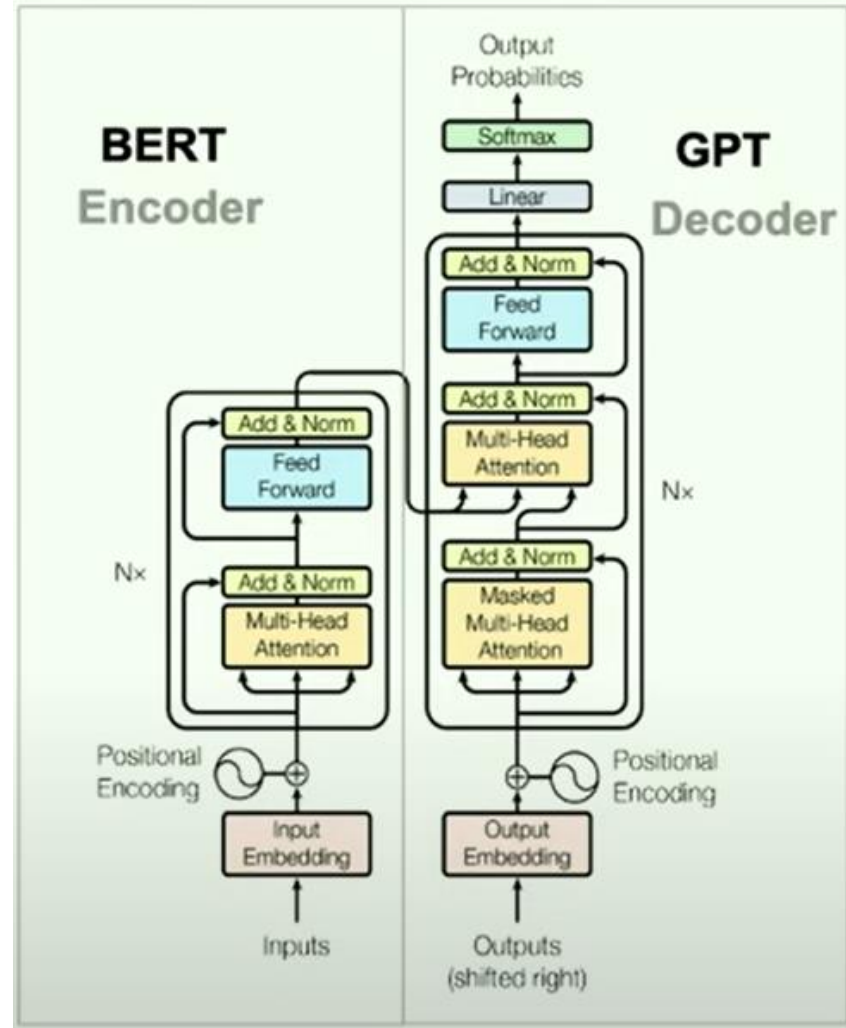 BERT
Encoder
Add & Norm
Feed
Forward
Nx
Add & Norm
Multi-Head
Attention
Positional
Encoding
Input
Embedding
Inputs
Output
Probabilities
Softmax
GPT
Linear
Decoder
Add & Norm
Feed
Forward
Add & Norm
Multi-Head
Attention
Nx
Add & Norm
Masked
Multi-Head
Attention
Positional
Encoding
Output
Embedding
Outputs
(shifted right)